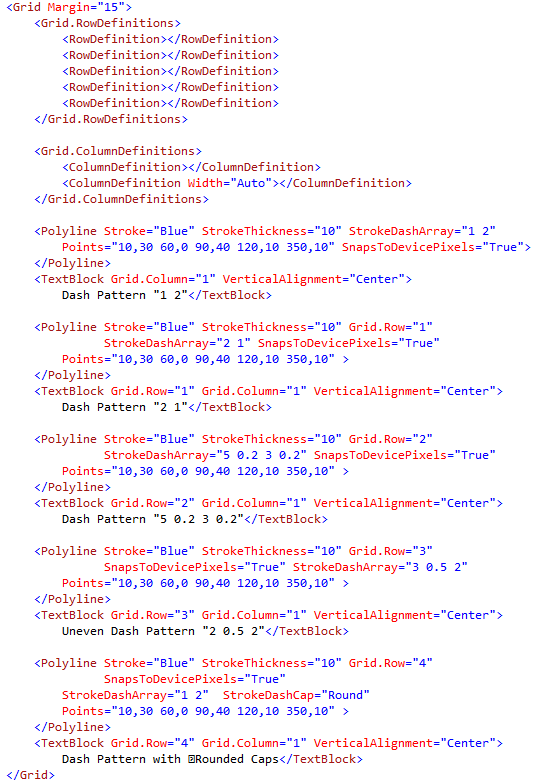 <Grid Margin="15">
    <Grid.RowDefinitions>
        <RowDefinition></RowDefinition>
        <RowDefinition></RowDefinition>
        <RowDefinition></RowDefinition>
        <RowDefinition></RowDefinition>
        <RowDefinition></RowDefinition>
    </Grid.RowDefinitions>

    <Grid.ColumnDefinitions>
        <ColumnDefinition></ColumnDefinition>
        <ColumnDefinition Width="Auto"></ColumnDefinition>
    </Grid.ColumnDefinitions>

    <Polyline Stroke="Blue" StrokeThickness="10" StrokeDashArray="1 2"
        Points="10,30 60,0 90,40 120,10 350,10" SnapsToDevicePixels="True">
    </Polyline>
    <TextBlock Grid.Column="1" VerticalAlignment="Center">
        Dash Pattern "1 2"</TextBlock>

    <Polyline Stroke="Blue" StrokeThickness="10" Grid.Row="1"
              StrokeDashArray="2 1" SnapsToDevicePixels="True"
        Points="10,30 60,0 90,40 120,10 350,10" >
    </Polyline>
    <TextBlock Grid.Row="1" Grid.Column="1" VerticalAlignment="Center">
        Dash Pattern "2 1"</TextBlock>

    <Polyline Stroke="Blue" StrokeThickness="10" Grid.Row="2"
              StrokeDashArray="5 0.2 3 0.2" SnapsToDevicePixels="True"
        Points="10,30 60,0 90,40 120,10 350,10" >
    </Polyline>
    <TextBlock Grid.Row="2" Grid.Column="1" VerticalAlignment="Center">
        Dash Pattern "5 0.2 3 0.2"</TextBlock>

    <Polyline Stroke="Blue" StrokeThickness="10" Grid.Row="3"
              SnapsToDevicePixels="True" StrokeDashArray="3 0.5 2"
        Points="10,30 60,0 90,40 120,10 350,10" >
    </Polyline>
    <TextBlock Grid.Row="3" Grid.Column="1" VerticalAlignment="Center">
        Uneven Dash Pattern "2 0.5 2"</TextBlock>

    <Polyline Stroke="Blue" StrokeThickness="10" Grid.Row="4"
              SnapsToDevicePixels="True"
        StrokeDashArray="1 2"  StrokeDashCap="Round"
        Points="10,30 60,0 90,40 120,10 350,10" >
    </Polyline>
    <TextBlock Grid.Row="4" Grid.Column="1" VerticalAlignment="Center">
        Dash Pattern with Rounded Caps</TextBlock>
</Grid>